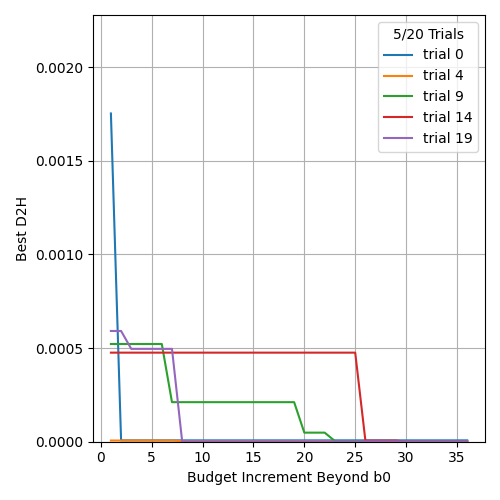 5/20 Trials
trial 0
trial 4
trial 9
trial 14
trial 19
0.0020
0.0015
0.0010
0.0005
0.0000
Best D2H
0 5 10 15 20 25 30 35
Budget Increment Beyond b0